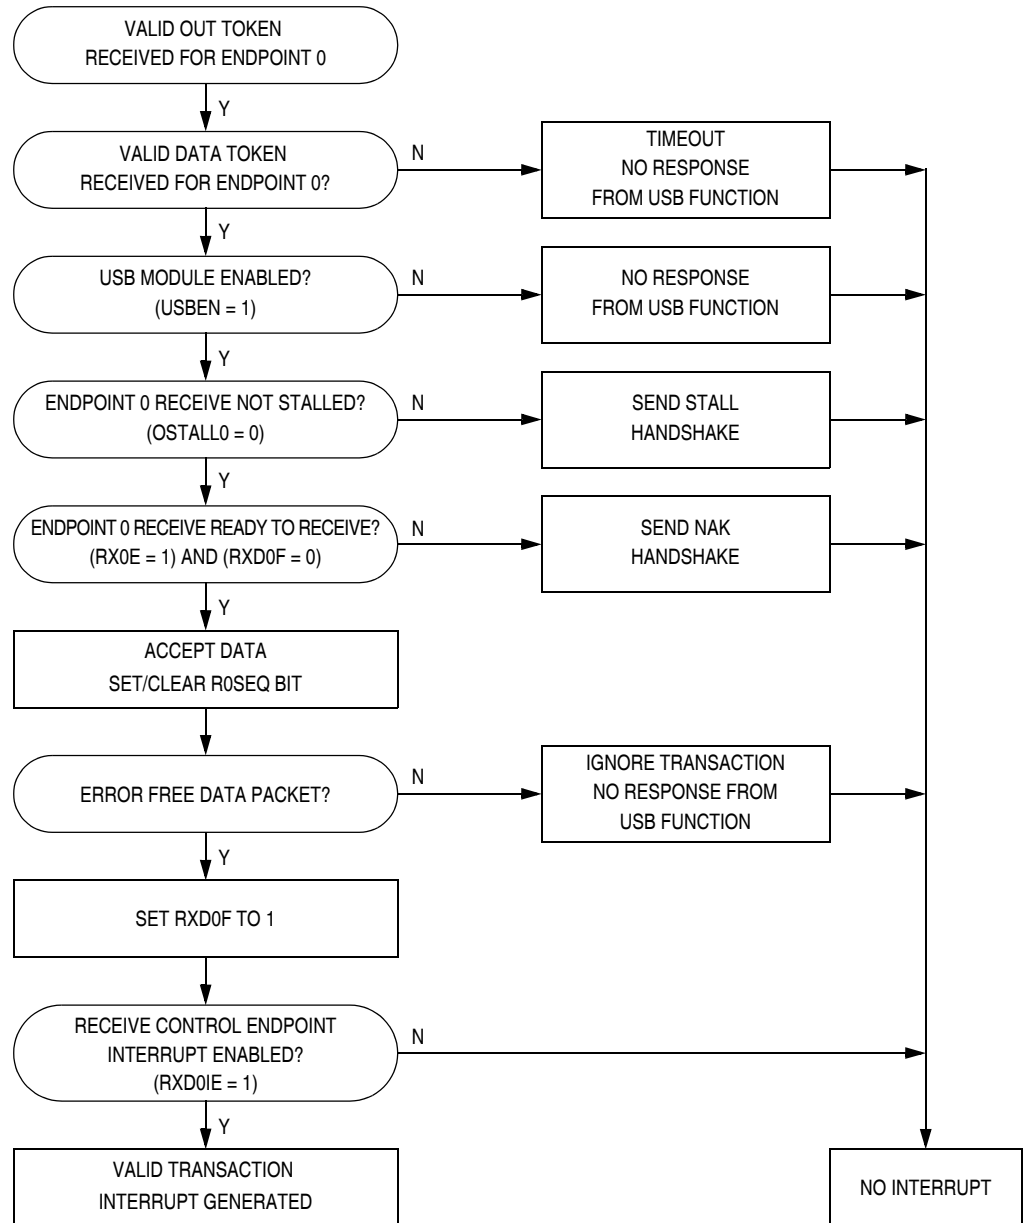 VALID OUT TOKEN
RECEIVED FOR ENDPOINT 0
Y
VALID DATA TOKEN
RECEIVED FOR ENDPOINT 0?
N
TIMEOUT
NO RESPONSE
FROM USB FUNCTION
Y
USB MODULE ENABLED?
(USBEN = 1)
N
NO RESPONSE
FROM USB FUNCTION
Y
ENDPOINT 0 RECEIVE NOT STALLED?
(OSTALL0 = 0)
N
SEND STALL
HANDSHAKE
Y
ENDPOINT 0 RECEIVE READY TO RECEIVE?
(RX0E = 1) AND (RXD0F = 0)
N
SEND NAK
HANDSHAKE
Y
ACCEPT DATA
SET/CLEAR R0SEQ BIT
ERROR FREE DATA PACKET?
N
IGNORE TRANSACTION
NO RESPONSE FROM
USB FUNCTION
Y
SET RXD0F TO 1
RECEIVE CONTROL ENDPOINT
INTERRUPT ENABLED?
(RXD0IE = 1)
N
Y
VALID TRANSACTION
INTERRUPT GENERATED
NO INTERRUPT